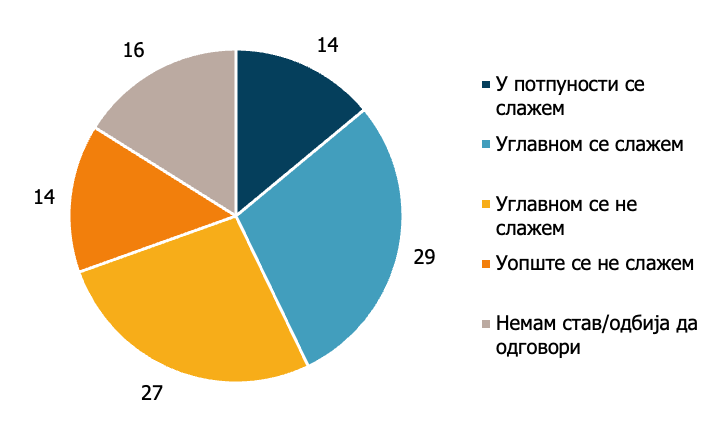 16
14
14
29
27
У потпуности се
слажем
Углавном се слажем
Углавном се не
слажем
Уопште се не слажем
Немам став/одбија да
одговори